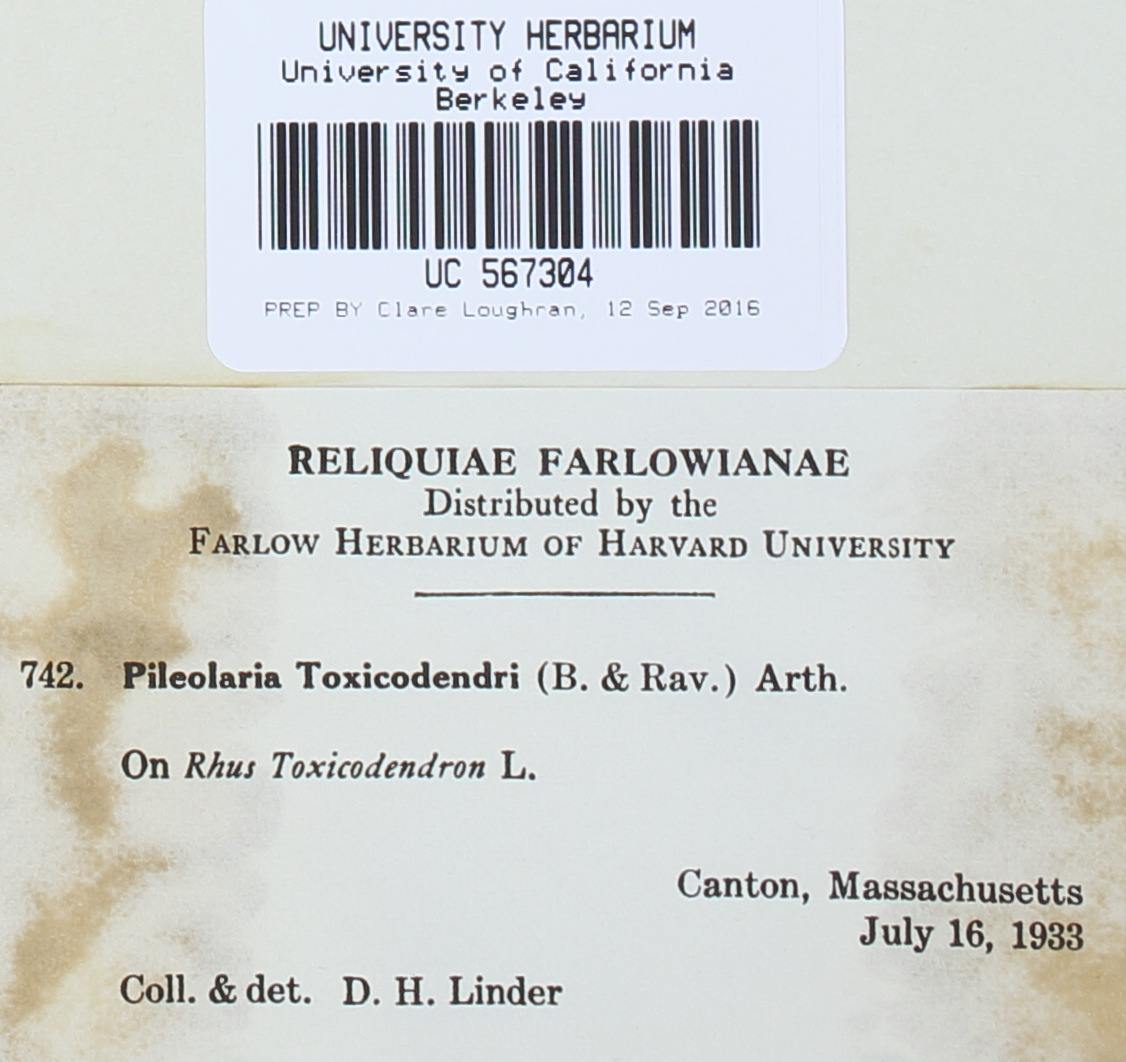 UNIVERSITY HERBARIUM
University of California
Berkeley
UC 567304
PREP BY Clare Loughran, 12 Sep 2016
RELIQUIAE FARLOWIANAE
Distributed by the
FARLOW HERBARIUM OF HARVARD UNIVERSITY
742. Pileolaria Toxicodendri (B. & Rav.) Arth.
On Rhus Toxicodendron L.
Canton, Massachusetts
July 16, 1933
Coll. & det. D. H. Linder